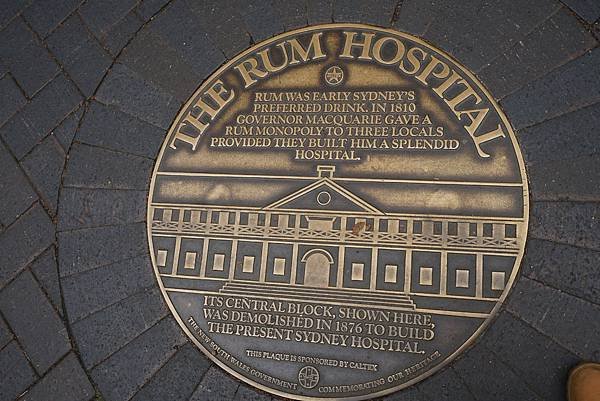 THE RUM HOSPITAL
RUM WAS EARLY SYDNEY'S
PREFERRED DRINK. IN 1810
GOVERNOR MACQUARIE GAVE A
RUM MONOPOLY TO THREE LOCALS
PROVIDED THEY BUILT HIM A SPLENDID
HOSPITAL.
ITS CENTRAL BLOCK, SHOWN HERE,
WAS DEMOLISHED IN 1876 TO BUILD
THE PRESENT SYDNEY HOSPITAL.
THIS PLAQUE IS SPONSORED BY CALTEX
THE NEW SOUTH WALES GOVERNMENT COMMEMORATING OUR HERITAGE